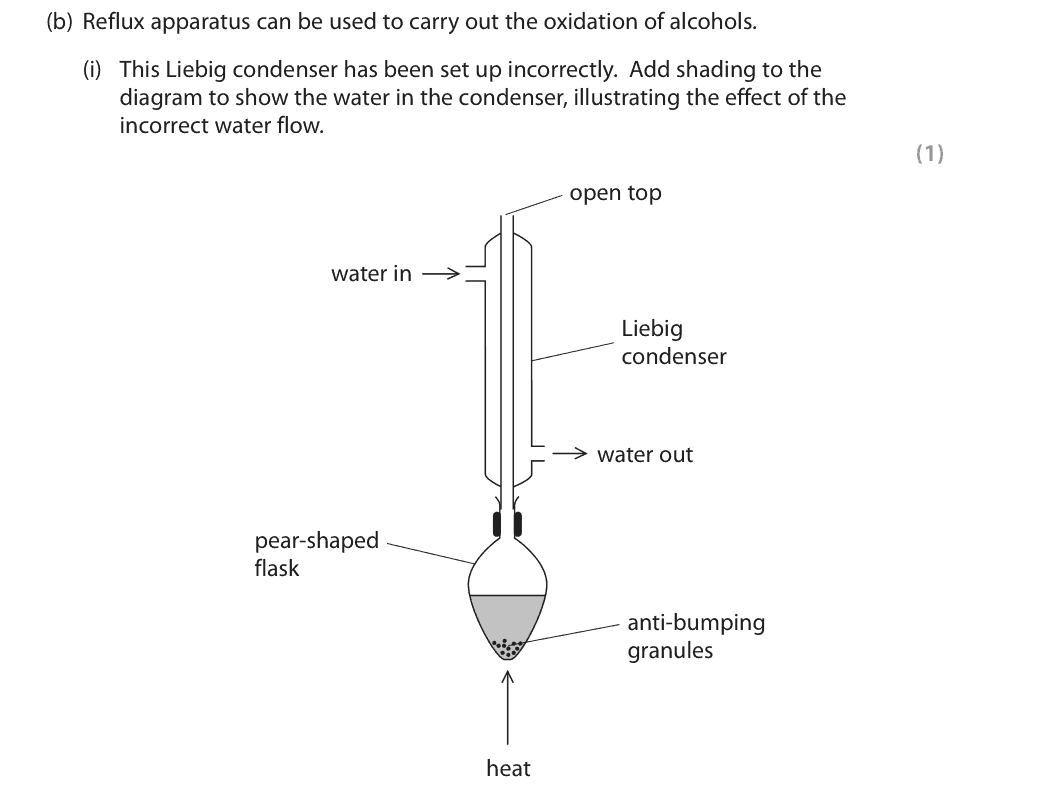 (b) Reflux apparatus can be used to carry out the oxidation of alcohols.
(i) This Liebig condenser has been set up incorrectly. Add shading to the
diagram to show the water in the condenser, illustrating the effect of the
incorrect water flow.
(1)
open top
water in
Liebig
condenser
water out
pear-shaped
flask
anti-bumping
granules
heat